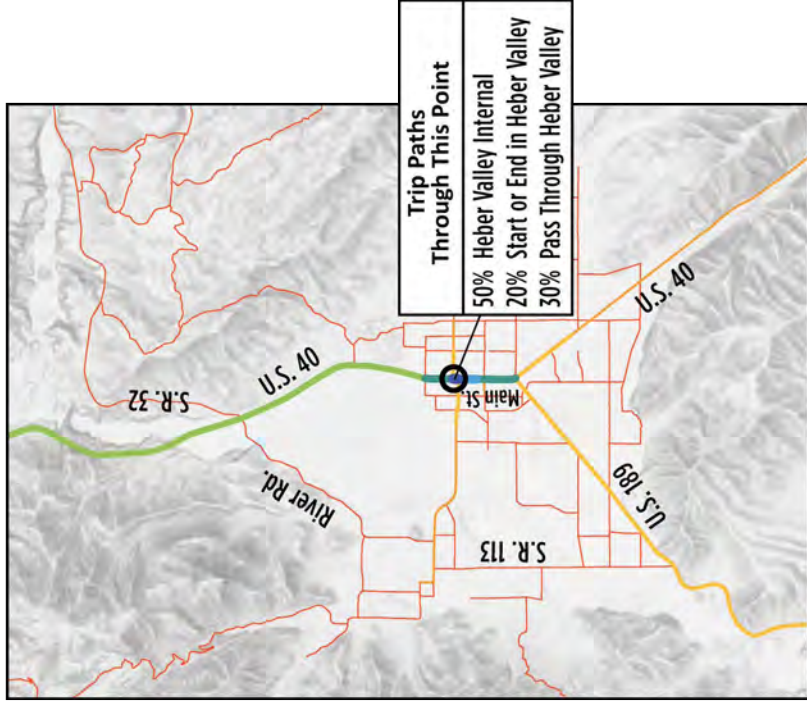 Trip Paths
Through This Point
50% Heber Valley Internal
20% Start or End in Heber Valley
30% Pass Through Heber Valley
S.R. 32
U.S. 40
River Rd.
Main St.
S.R. 113
U.S. 189
U.S. 40